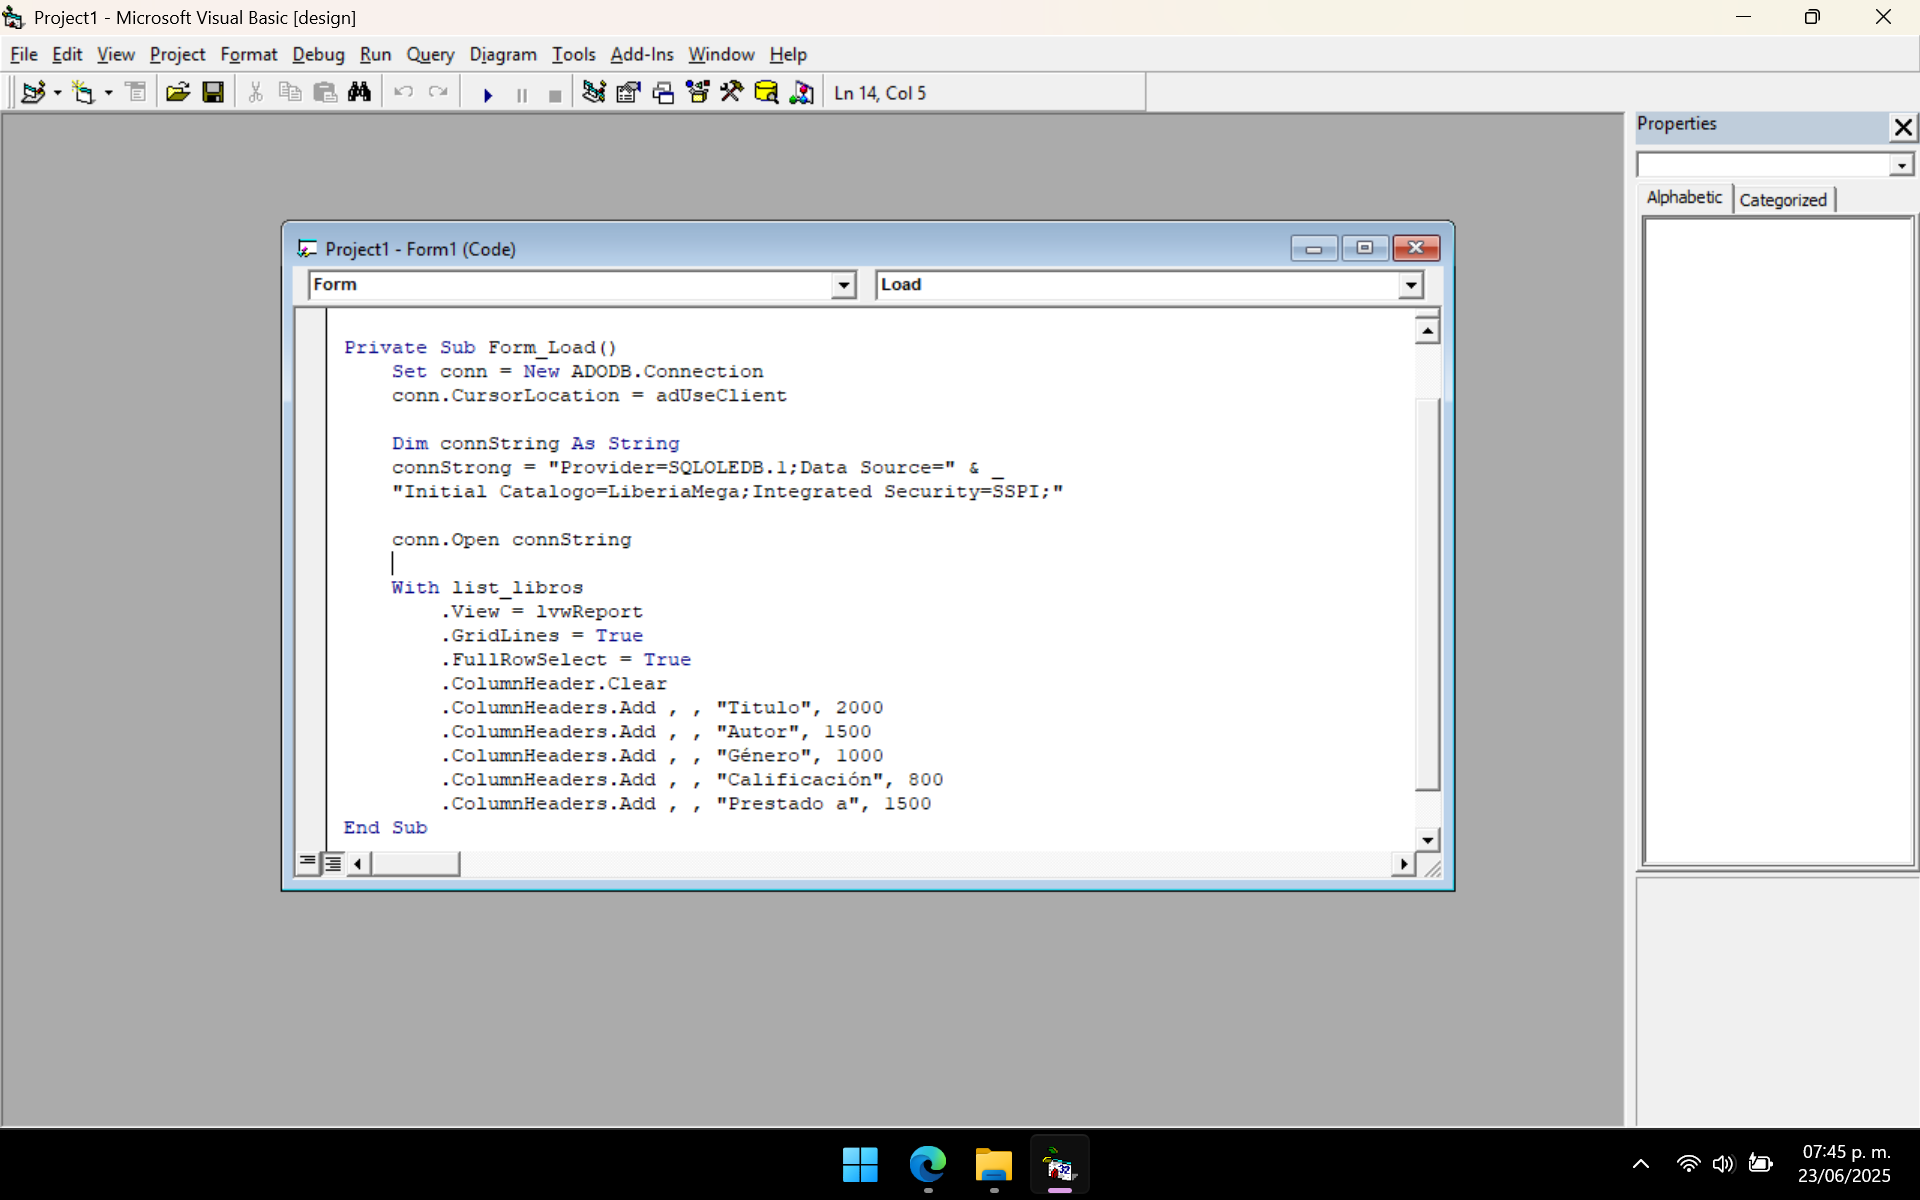 Project1 - Microsoft Visual Basic [design]
File Edit View Project Format Debug Run Query Diagram Tools Add-Ins Window Help
Ln 14, Col 5
Properties
Alphabetic Categorized
Project1 - Form1 (Code)
Form Load
Private Sub Form_Load()
Set conn = New ADODB.Connection
conn.CursorLocation = adUseClient
Dim connString As String
connStrong = "Provider=SQLOLEDB.1;Data Source=" & _
"Initial Catalogo=LiberiaMega;Integrated Security=SSPI;"
conn.Open connString
With list_libros
.View = lvwReport
.GridLines = True
.FullRowSelect = True
.ColumnHeader.Clear
.ColumnHeaders.Add , , "Titulo", 2000
.ColumnHeaders.Add , , "Autor", 1500
.ColumnHeaders.Add , , "Género", 1000
.ColumnHeaders.Add , , "Calificación", 800
.ColumnHeaders.Add , , "Prestado a", 1500
End Sub
07:45 p. m.
23/06/2025